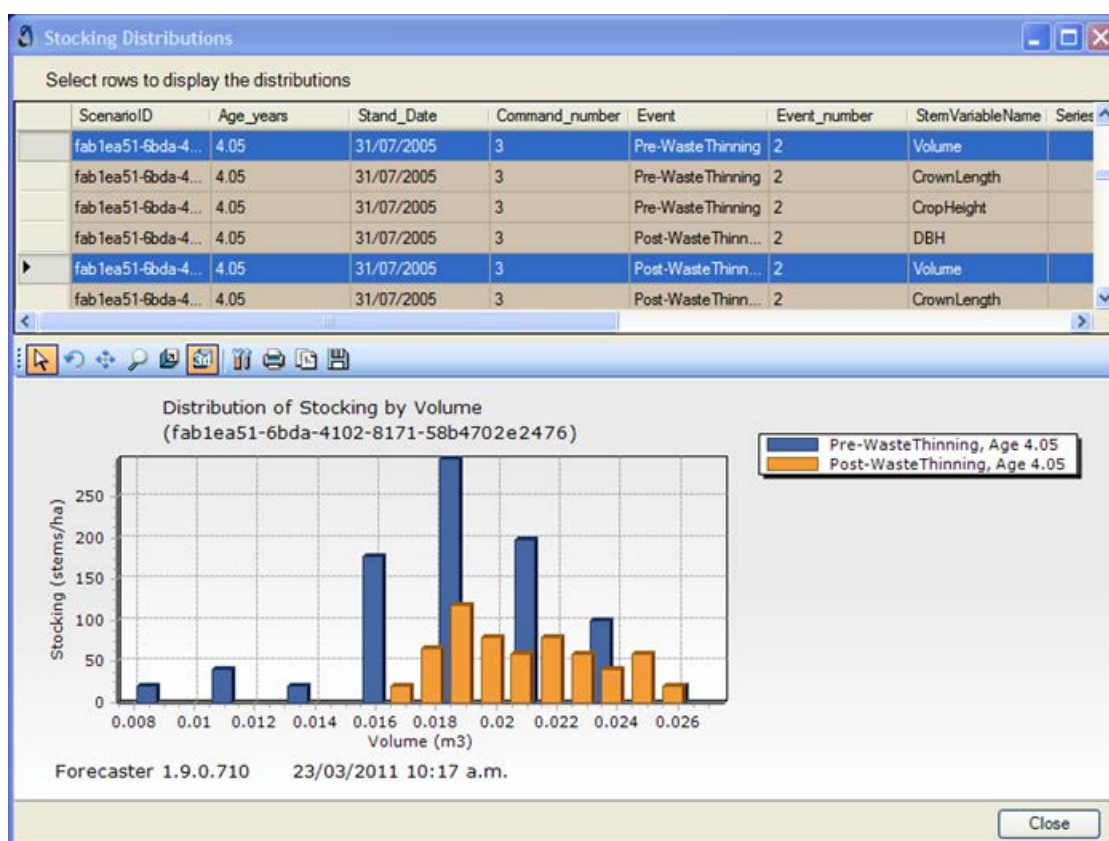 Stocking Distributions
Select rows to display the distributions
ScenarioID Age_years Stand_Date Command_number Event Event_number StemVariableName Series
fab1ea51-6bda-4... 4.05 31/07/2005 3 Pre-WasteThinning 2 Volume
fab1ea51-6bda-4... 4.05 31/07/2005 3 Pre-WasteThinning 2 CrownLength
fab1ea51-6bda-4... 4.05 31/07/2005 3 Pre-WasteThinning 2 CropHeight
fab1ea51-6bda-4... 4.05 31/07/2005 3 Post-WasteThinn... 2 DBH
fab1ea51-6bda-4... 4.05 31/07/2005 3 Post-WasteThinn... 2 Volume
fab1ea51-6bda-4... 4.05 31/07/2005 3 Post-WasteThinn... 2 CrownLength
3d
Distribution of Stocking by Volume
(fab1ea51-6bda-4102-8171-58b4702e2476)
Pre-WasteThinning, Age 4.05
Post-WasteThinning, Age 4.05
Stocking (stems/ha)
250
200
150
100
50
0
0.008 0.01 0.012 0.014 0.016 0.018 0.02 0.022 0.024 0.026
Volume (m3)
Forecaster 1.9.0.710 23/03/2011 10:17 a.m.
Close